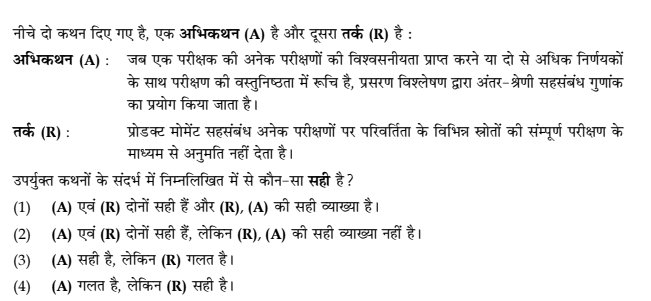 नीचे दो कथन दिए गए है, एक अभिकथन (A) है और दूसरा तर्क (R) है :
अभिकथन (A) : जब एक परीक्षक की अनेक परीक्षणों की विश्वसनीयता प्राप्त करने या दो से अधिक निर्णयकों
के साथ परीक्षण की वस्तुनिष्ठता में रूचि है, प्रसरण विश्लेषण द्वारा अंतर-श्रेणी सहसंबंध गुणांक
का प्रयोग किया जाता है।
तर्क (R) : प्रोडक्ट मोमेंट सहसंबंध अनेक परीक्षणों पर परिवर्तिता के विभिन्न स्रोतों की संम्पूर्ण परीक्षण के
माध्यम से अनुमति नहीं देता है।
उपर्युक्त कथनों के संदर्भ में निम्नलिखित में से कौन-सा सही है ?
(1) (A) एवं (R) दोनों सही हैं और (R), (A) की सही व्याख्या है।
(2) (A) एवं (R) दोनों सही हैं, लेकिन (R), (A) की सही व्याख्या नहीं है।
(3) (A) सही है, लेकिन (R) गलत है।
(4) (A) गलत है, लेकिन (R) सही है।